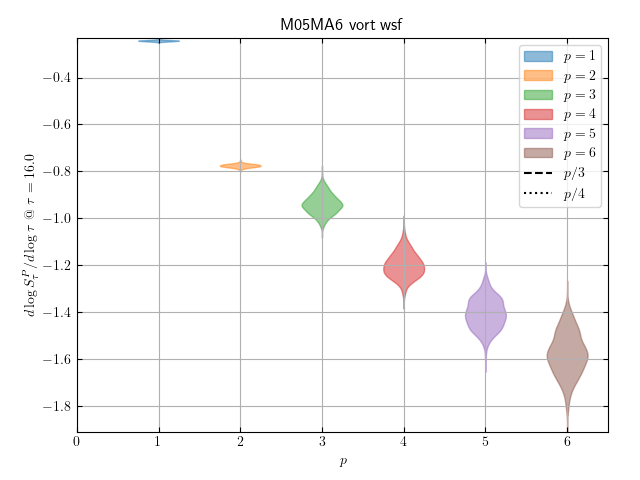 M05MA6 vort wsf
d log S_τ^P / d log τ @ τ = 16.0
−0.4
−0.6
−0.8
−1.0
−1.2
−1.4
−1.6
−1.8
0 1 2 3 4 5 6
p
p = 1
p = 2
p = 3
p = 4
p = 5
p = 6
p/3
p/4